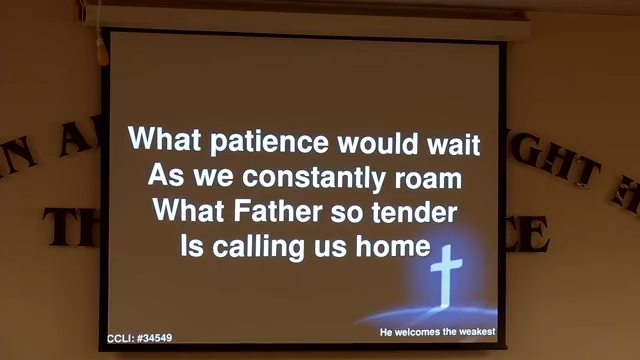 What patience would wait
As we constantly roam
What Father so tender
Is calling us home
CCLI: #34549
He welcomes the weakest